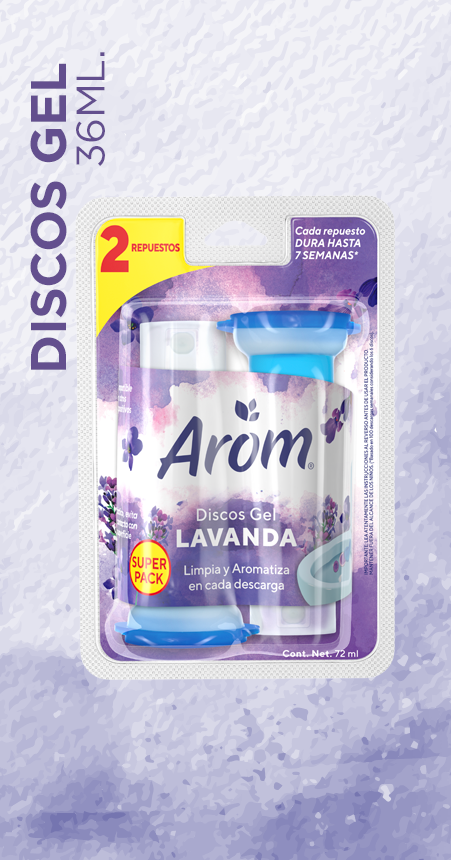 DISCOS GEL
36ML.
2 REPUESTOS
Cada repuesto
DURA HASTA
7 SEMANAS*
Arōm®
Discos Gel
LAVANDA
SUPER
PACK
Limpia y Aromatiza
en cada descarga
Cont. Net. 72 ml